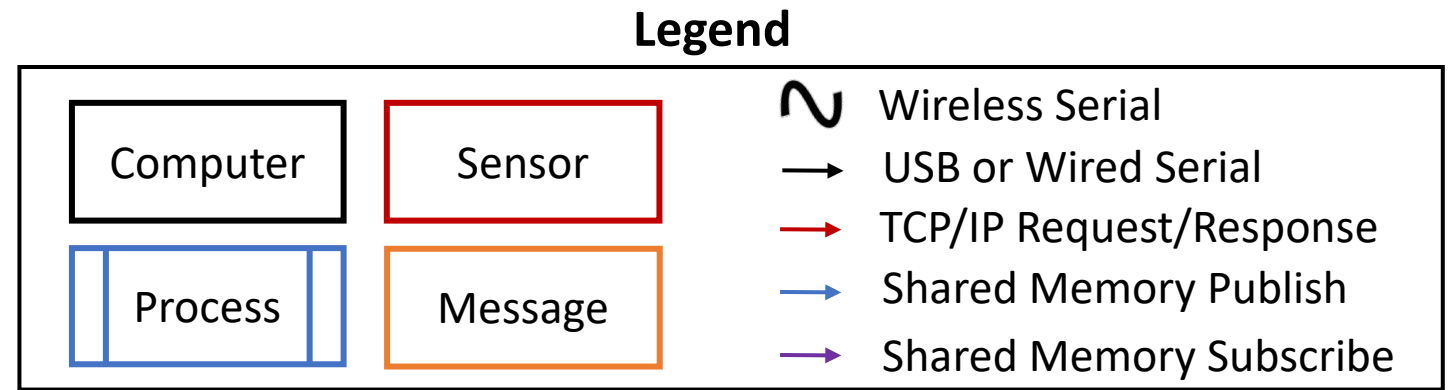 Legend
Computer
Sensor
Process
Message
Wireless Serial
USB or Wired Serial
TCP/IP Request/Response
Shared Memory Publish
Shared Memory Subscribe